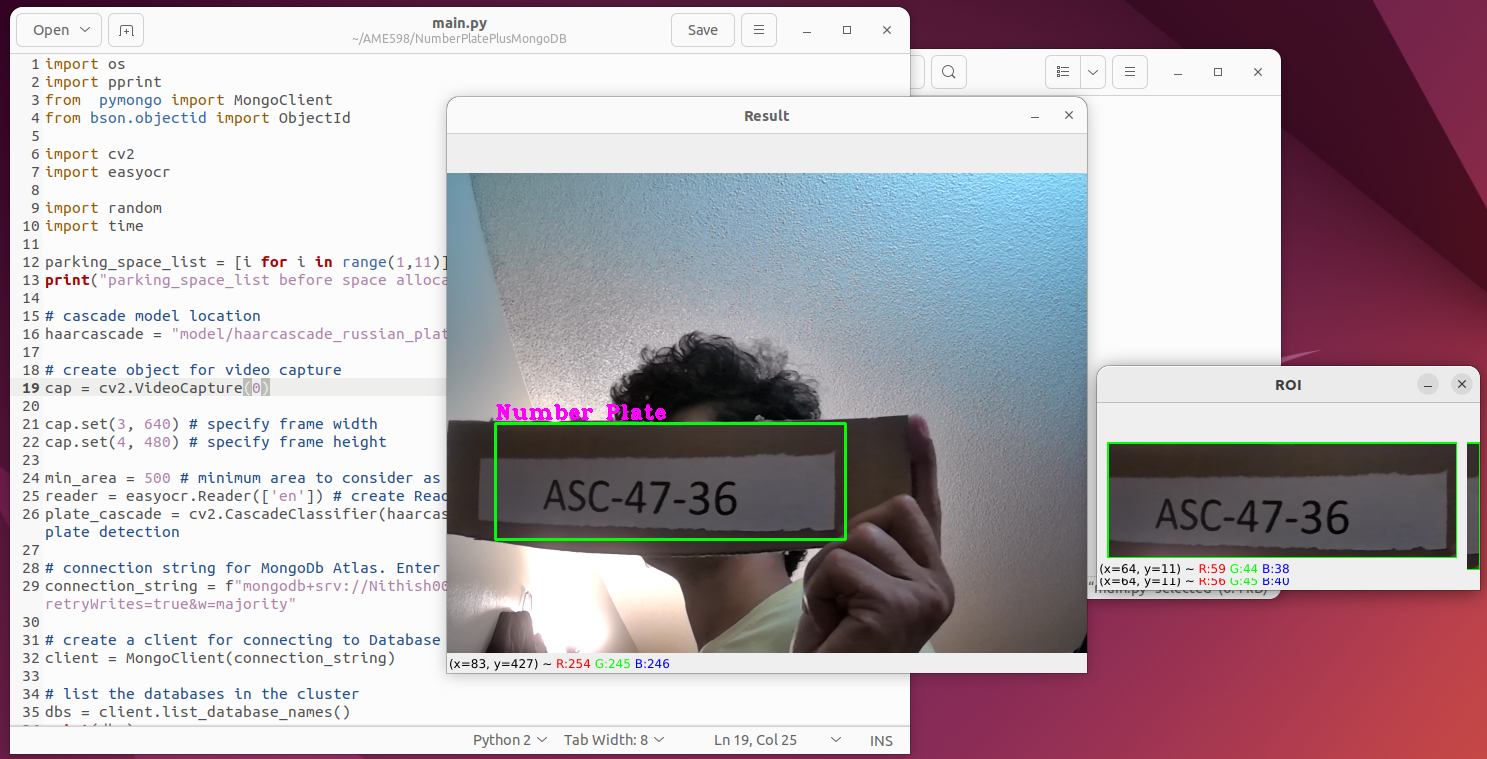 Open
main.py
~/AME598/NumberPlatePlusMongoDB
Save
1 import os
2 import pprint
3 from  pymongo import MongoClient
4 from bson.objectid import ObjectId
5
6 import cv2
7 import easyocr
8
9 import random
10 import time
11
12 parking_space_list = [i for i in range(1,11)]
13 print("parking_space_list before space alloca
14
15 # cascade model location
16 haarcascade = "model/haarcascade_russian_plat
17
18 # create object for video capture
19 cap = cv2.VideoCapture(0)
20
21 cap.set(3, 640) # specify frame width
22 cap.set(4, 480) # specify frame height
23
24 min_area = 500 # minimum area to consider as
25 reader = easyocr.Reader(['en']) # create Reac
26 plate_cascade = cv2.CascadeClassifier(haarcas
plate detection
27
28 # connection string for MongoDb Atlas. Enter
29 connection_string = f"mongodb+srv://Nithish00
retryWrites=true&w=majority"
30
31 # create a client for connecting to Database
32 client = MongoClient(connection_string)
33
34 # list the databases in the cluster
35 dbs = client.list_database_names()
Python 2
Tab Width: 8
Ln 19, Col 25
INS
Result
Number Plate
ASC-47-36
(x=83, y=427) ~ R:254 G:245 B:246
ROI
ASC-47-36
(x=64, y=11) ~ R:59 G:44 B:38
(x=64, y=11) ~ R:56 G:45 B:40